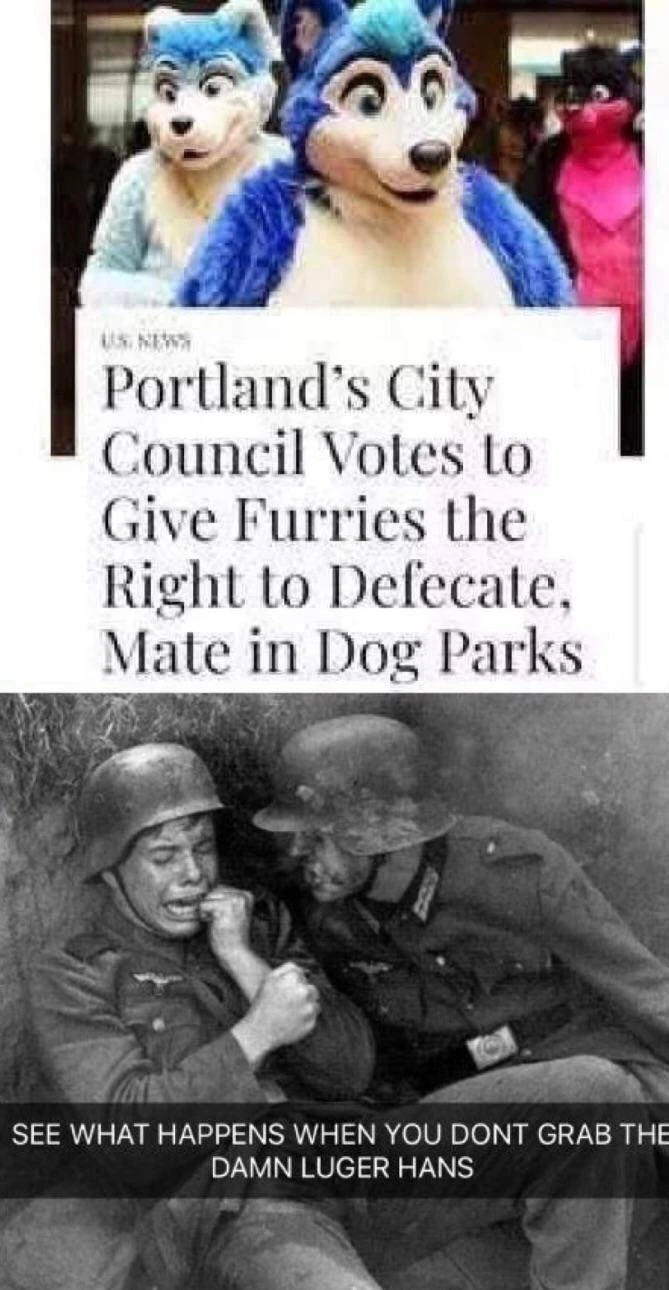 U.S. NEWS
Portland's City
Council Votes to
Give Furries the
Right to Defecate,
Mate in Dog Parks
SEE WHAT HAPPENS WHEN YOU DONT GRAB THE
DAMN LUGER HANS